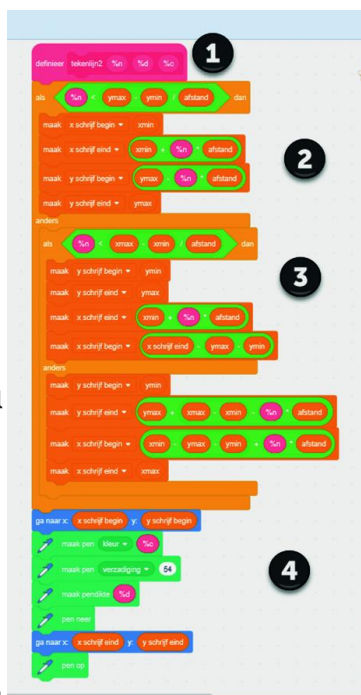 definieer tekenlijn2 %n %d %c
1
als %n < ymax - ymin / afstand dan
maak x schrijf begin xmin
maak x schrijf eind xmin + %n * afstand
2
maak y schrijf begin ymax - %n * afstand
maak y schrijf eind ymax
anders
als %n < xmax - xmin / afstand dan
maak y schrijf begin ymin
3
maak y schrijf eind ymax
maak x schrijf eind xmin + %n * afstand
maak x schrijf begin x schrijf eind - ymax - ymin
anders
maak y schrijf begin ymin
maak y schrijf eind ymax + xmax - xmin - %n * afstand
maak x schrijf begin xmin - ymax - ymin + %n * afstand
maak x schrijf eind xmax
ga naar x: x schrijf begin y: y schrijf begin
maak pen kleur %c
maak pen verzadiging 54
4
maak pendikte %d
pen neer
ga naar x: x schrijf eind y: y schrijf eind
pen op